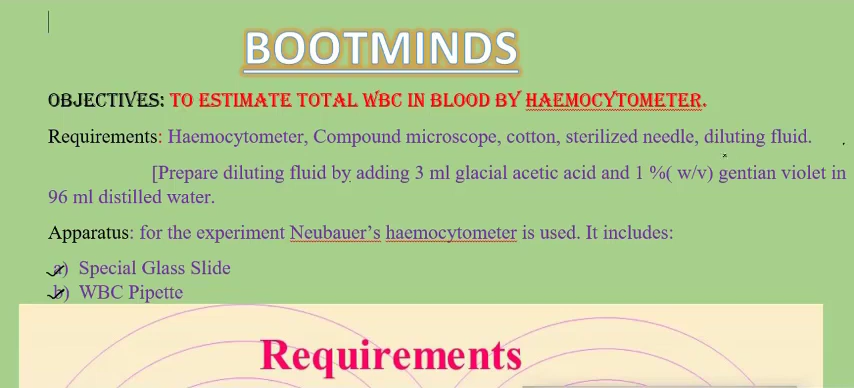 BOOTMINDS
OBJECTIVES: TO ESTIMATE TOTAL WBC IN BLOOD BY HAEMOCYTOMETER.
Requirements: Haemocytometer, Compound microscope, cotton, sterilized needle, diluting fluid.
[Prepare diluting fluid by adding 3 ml glacial acetic acid and 1 %( w/v) gentian violet in
96 ml distilled water.
Apparatus: for the experiment Neubauer's haemocytometer is used. It includes:
a) Special Glass Slide
b) WBC Pipette
Requirements